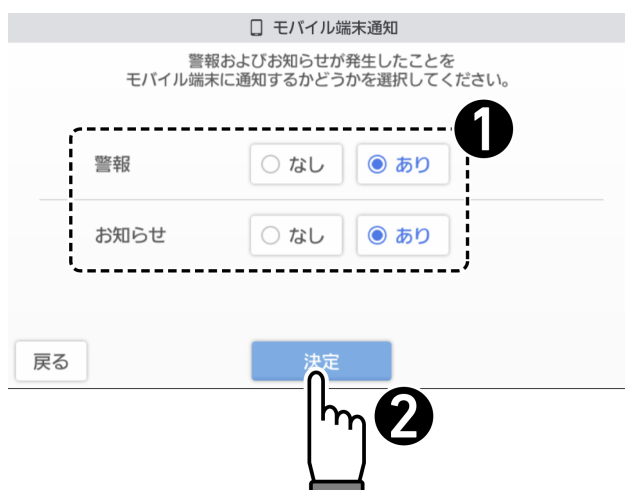 モバイル端末通知
警報およびお知らせが発生したことを
モバイル端末に通知するかどうかを選択してください。
1
警報 なし あり
お知らせ なし あり
戻る 決定
2